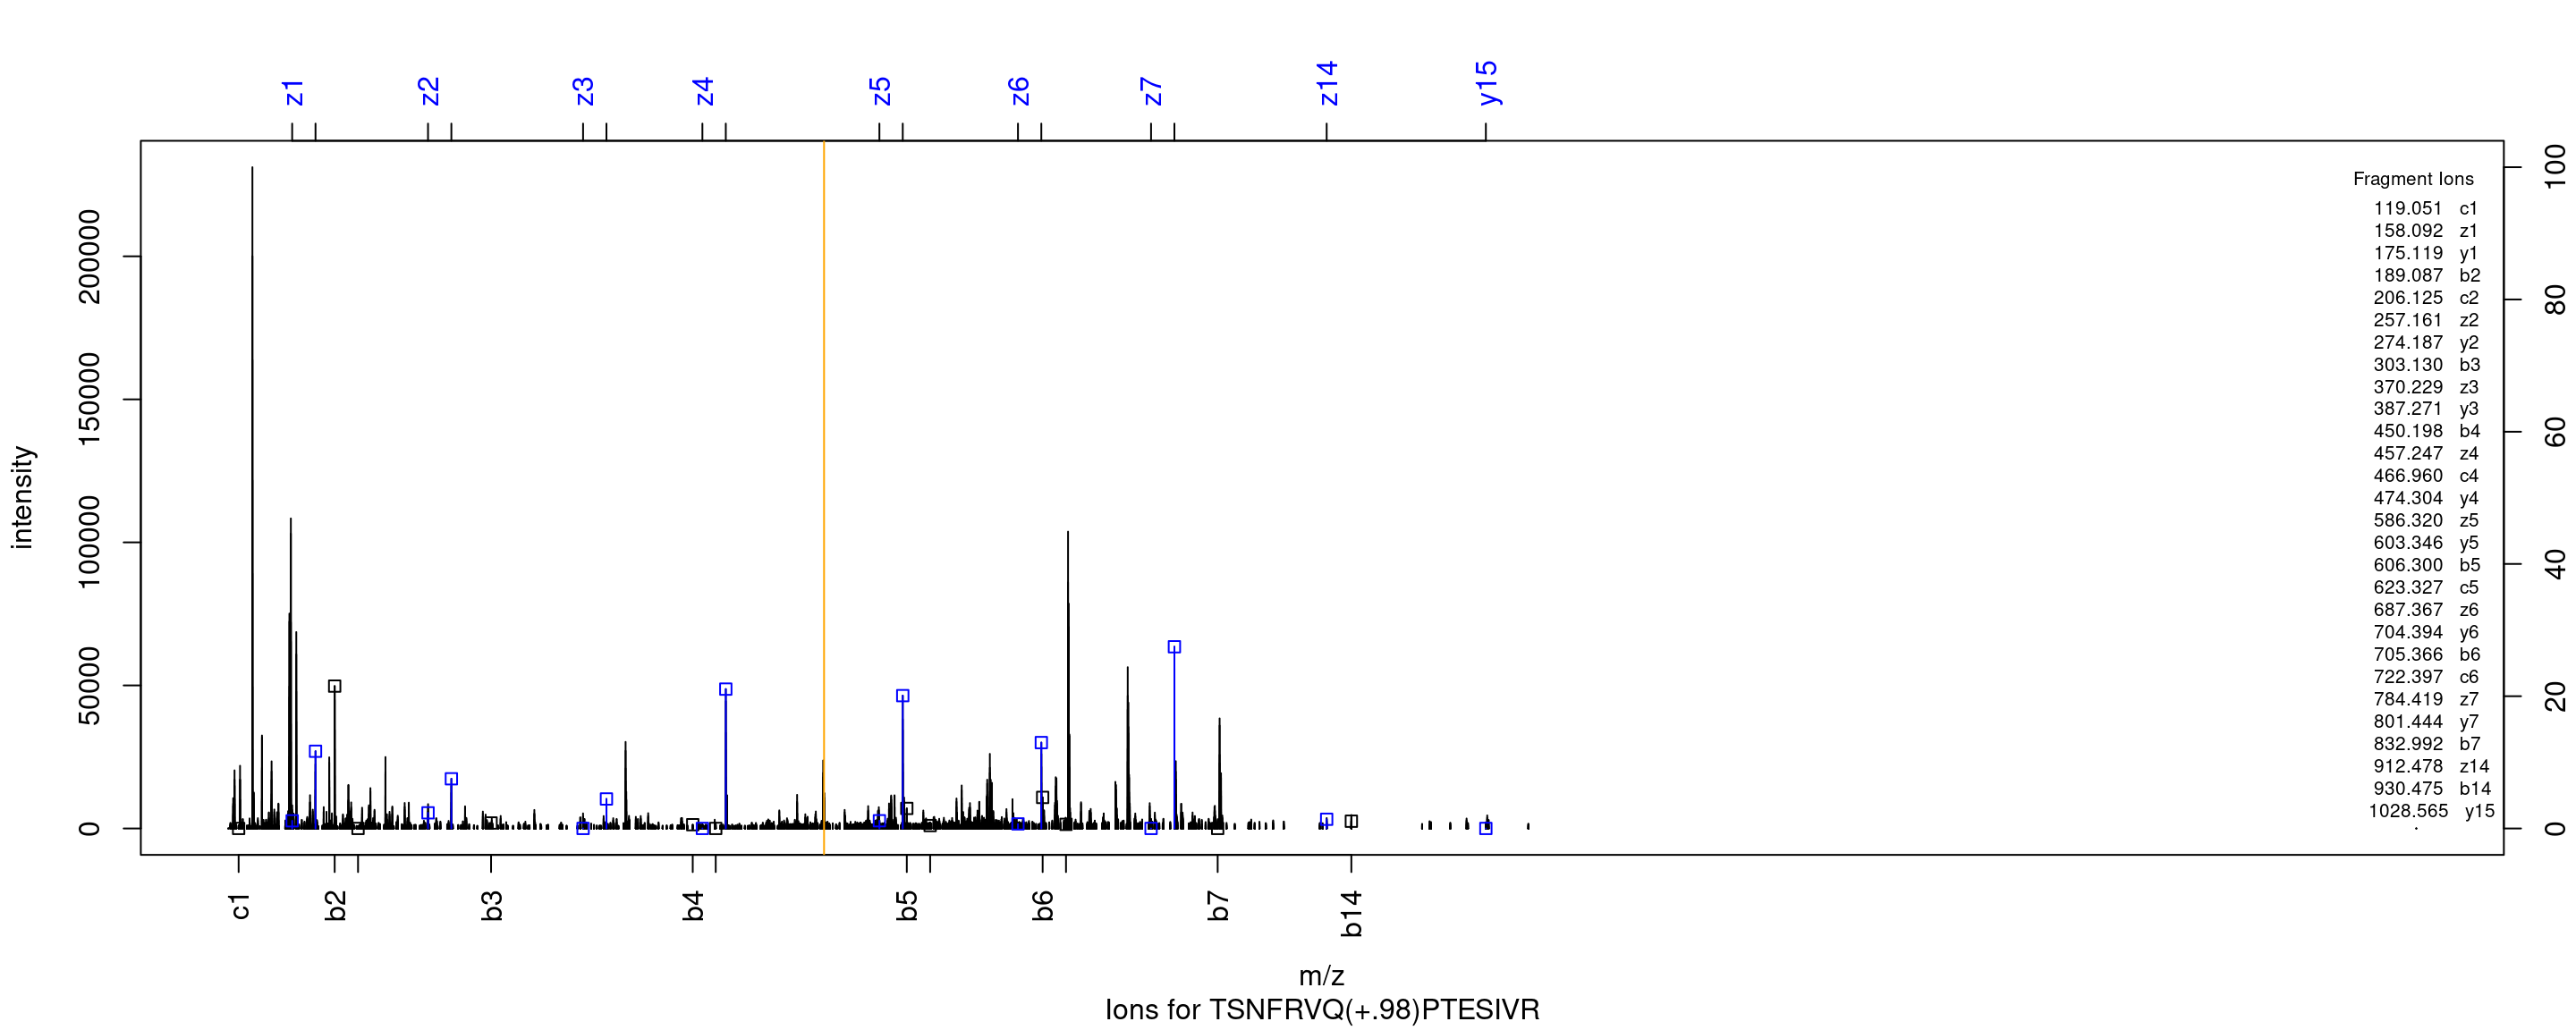 z1 z2 z3 z4 z5 z6 z7 z14 y15
intensity
0 50000 100000 150000 200000
0 20 40 60 80 100
Fragment Ions
119.051 c1
158.092 z1
175.119 y1
189.087 b2
206.125 c2
257.161 z2
274.187 y2
303.130 b3
370.229 z3
387.271 y3
450.198 b4
457.247 z4
466.960 c4
474.304 y4
586.320 z5
603.346 y5
606.300 b5
623.327 c5
687.367 z6
704.394 y6
705.366 b6
722.397 c6
784.419 z7
801.444 y7
832.992 b7
912.478 z14
930.475 b14
1028.565 y15
.
c1 b2 b3 b4 b5 b6 b7 b14
m/z
Ions for TSNFRVQ(+.98)PTESIVR